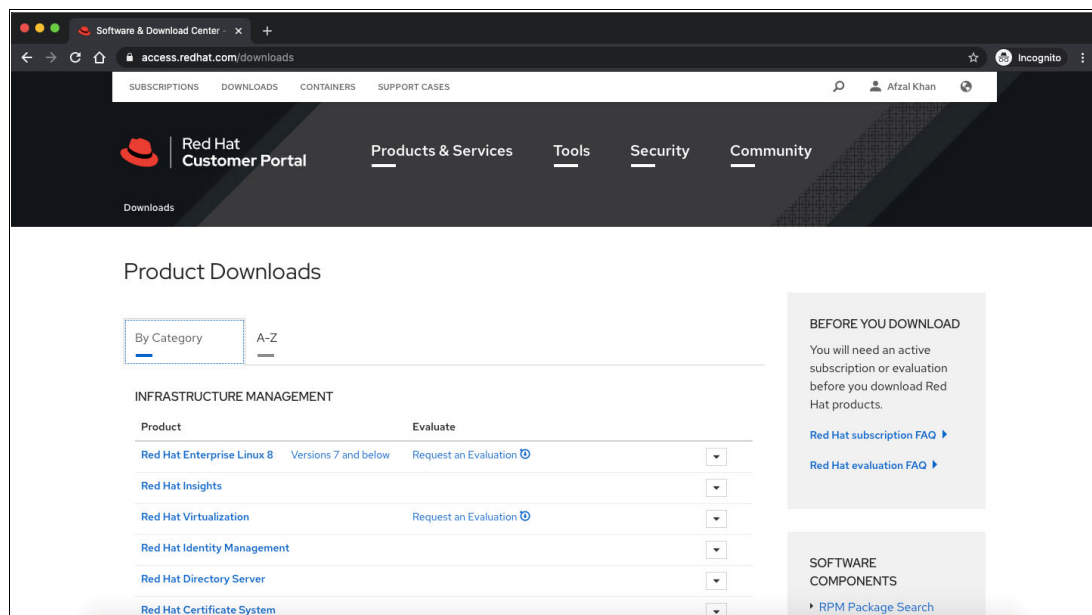 Software & Download Center -
access.redhat.com/downloads
Incognito
SUBSCRIPTIONS DOWNLOADS CONTAINERS SUPPORT CASES Afzal Khan
Red Hat
Customer Portal
Products & Services Tools Security Community
Downloads
Product Downloads
By Category A-Z
INFRASTRUCTURE MANAGEMENT
Product Evaluate
Red Hat Enterprise Linux 8 Versions 7 and below Request an Evaluation
Red Hat Insights
Red Hat Virtualization Request an Evaluation
Red Hat Identity Management
Red Hat Directory Server
Red Hat Certificate System
BEFORE YOU DOWNLOAD
You will need an active
subscription or evaluation
before you download Red
Hat products.
Red Hat subscription FAQ
Red Hat evaluation FAQ
SOFTWARE
COMPONENTS
RPM Package Search